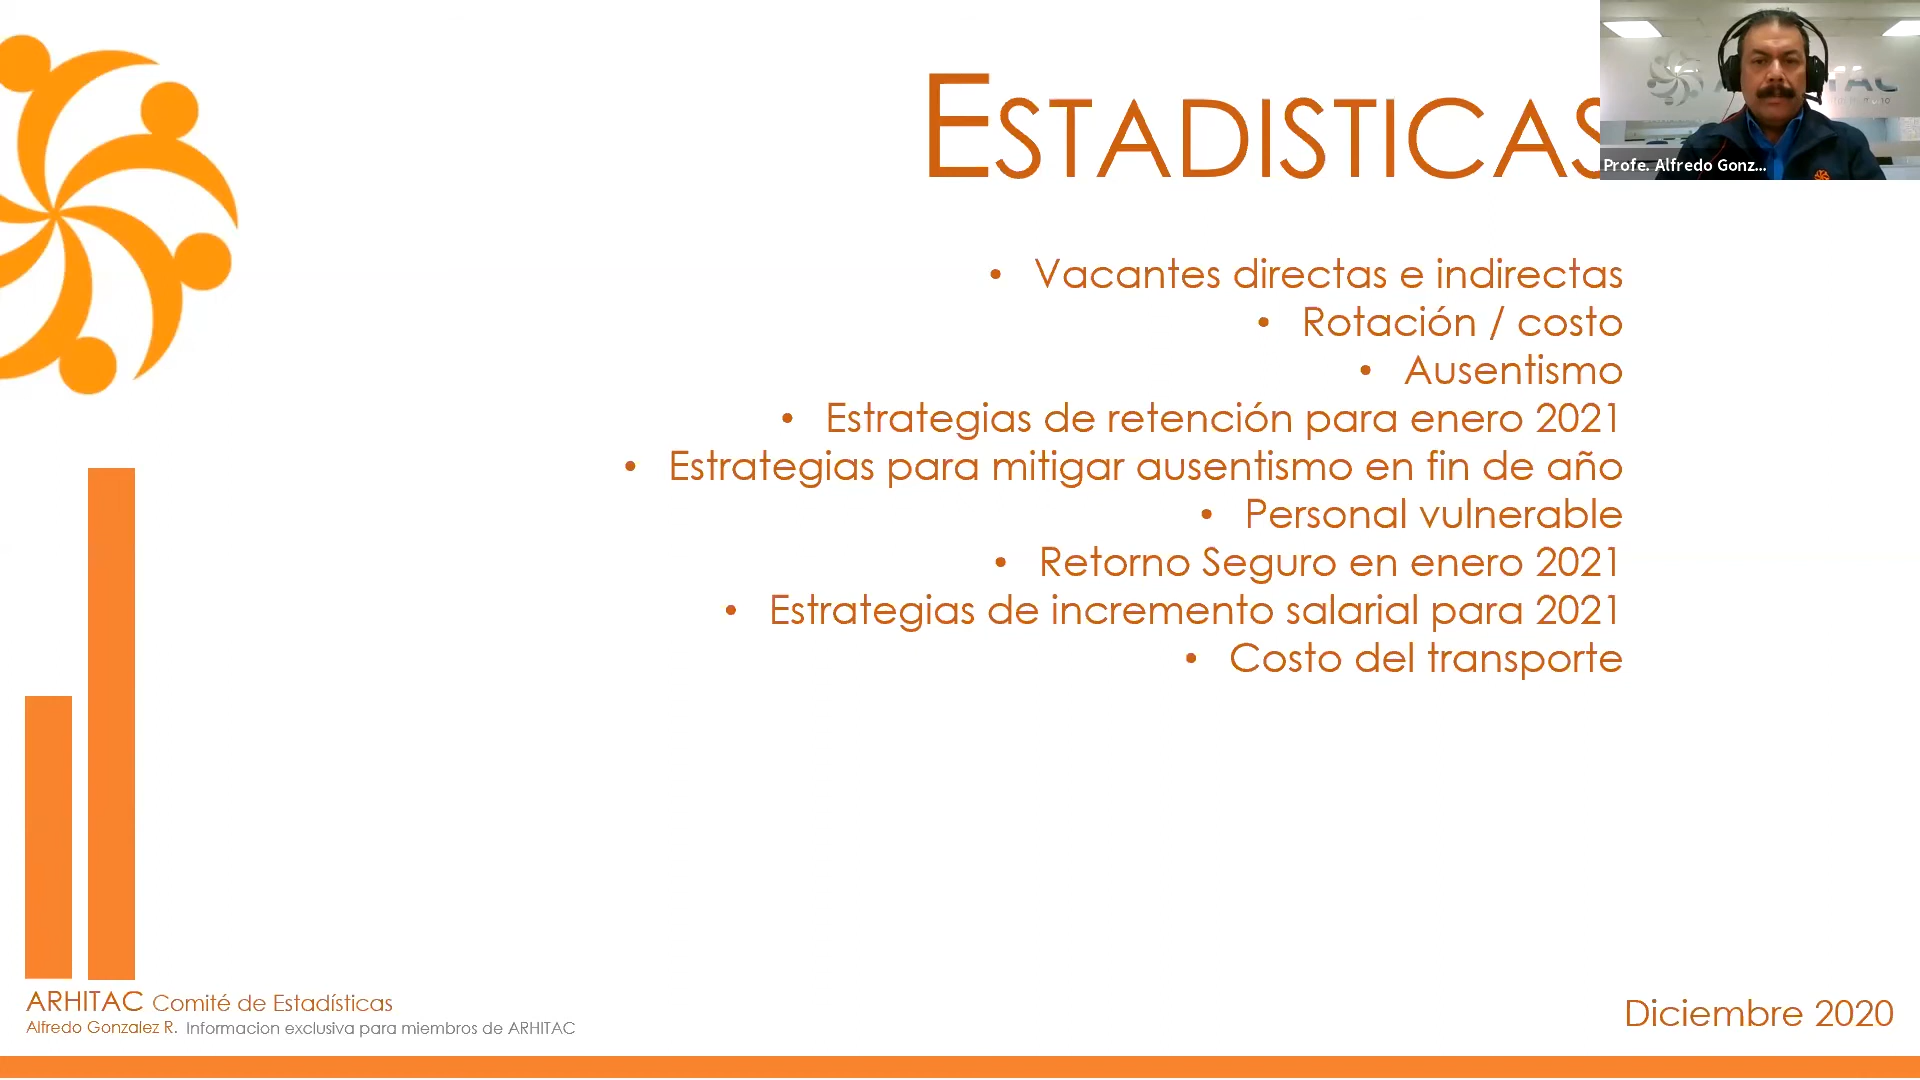 ESTADISTICAS
Profe. Alfredo Gonz...
• Vacantes directas e indirectas
• Rotación / costo
• Ausentismo
• Estrategias de retención para enero 2021
• Estrategias para mitigar ausentismo en fin de año
• Personal vulnerable
• Retorno Seguro en enero 2021
• Estrategias de incremento salarial para 2021
• Costo del transporte
ARHITAC Comité de Estadísticas
Alfredo Gonzalez R. Informacion exclusiva para miembros de ARHITAC
Diciembre 2020